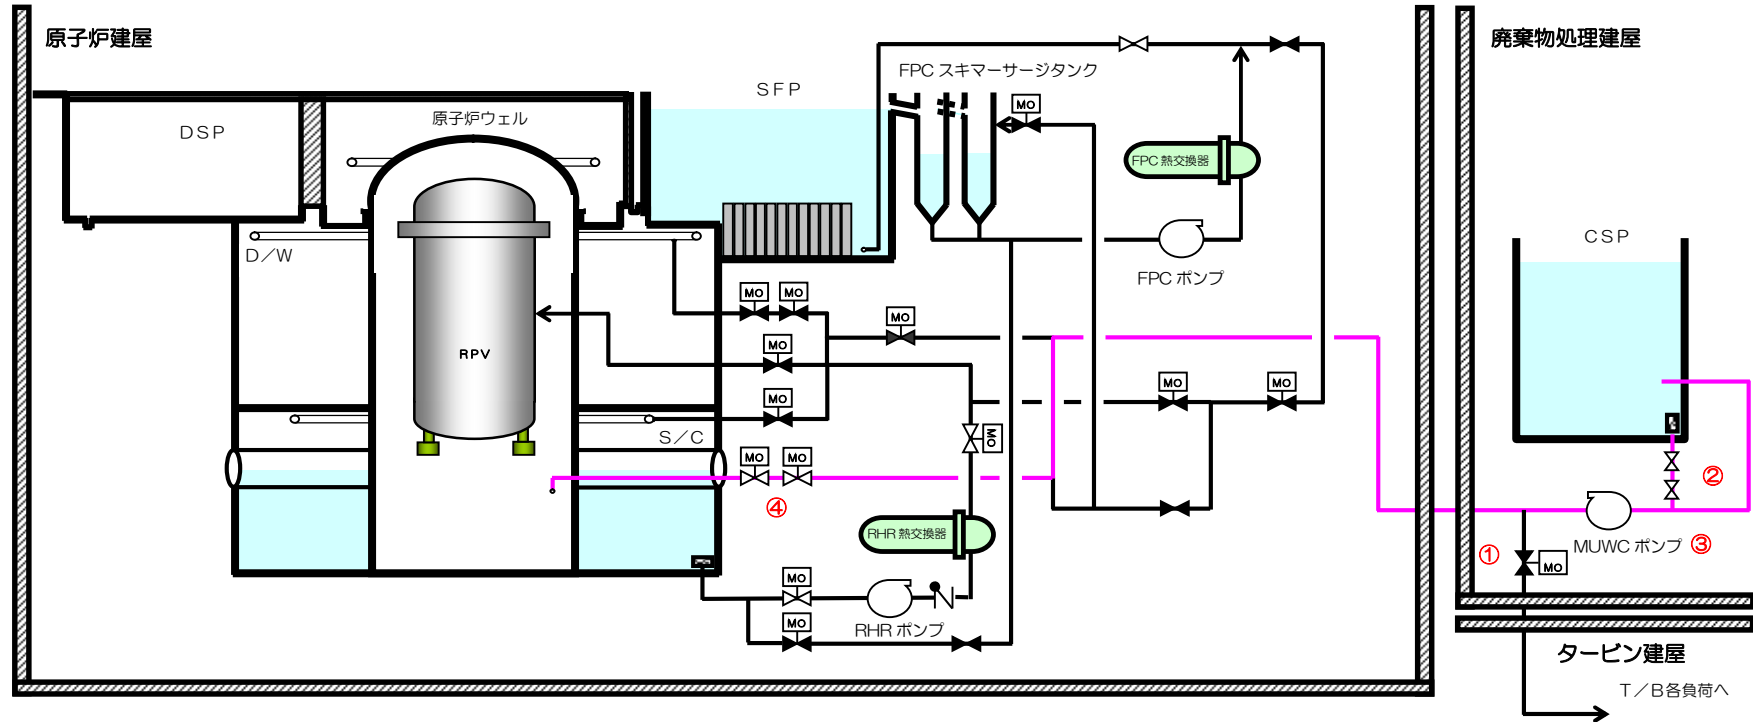 原子炉建屋
廃棄物処理建屋
FPC スキマーサージタンク
SFP
MO
原子炉ウェル
DSP
FPC 熱交換器
CSP
D/W
FPC ポンプ
MO
MO
MO
MO
RPV
MO
MO
MO
S/C
MO
MO
MO
②
④
RHR 熱交換器
MUWC ポンプ
③
①
MO
MO
RHR ポンプ
MO
タービン建屋
T/B各負荷へ